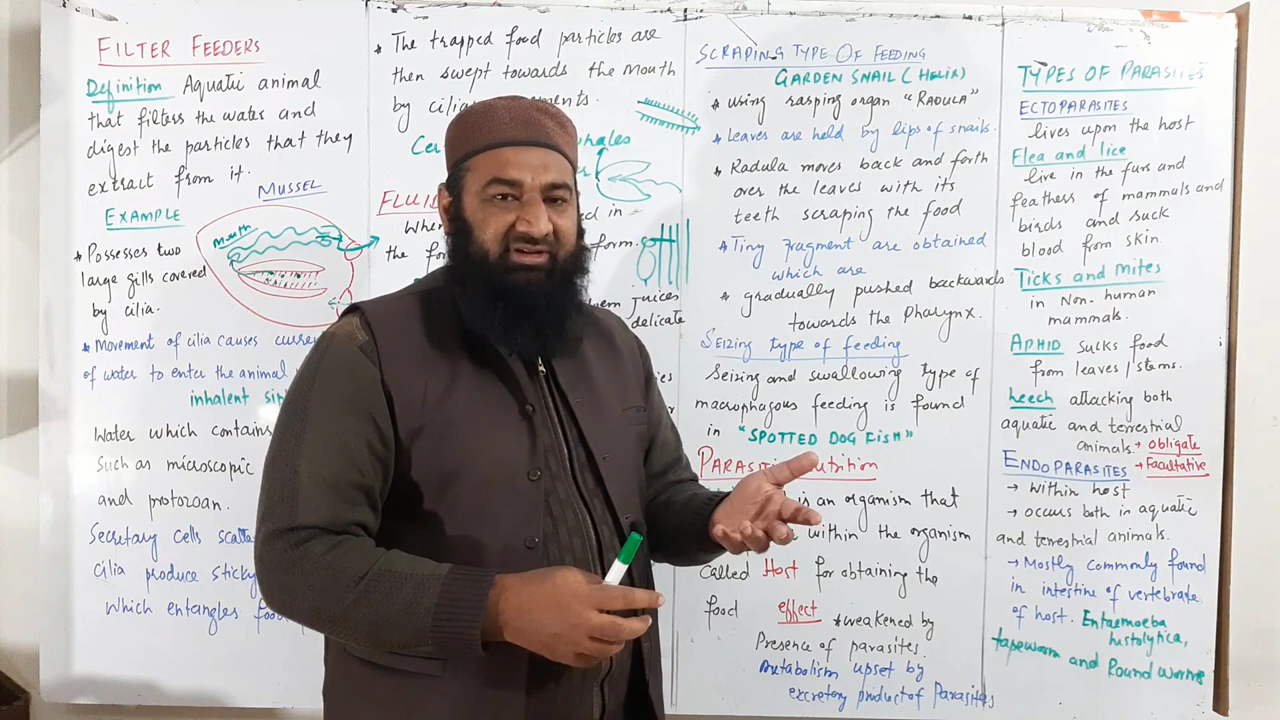 FILTER FEEDERS
Definition Aquatic animal
that filters the water and
digest the particles that they
extract from it.
MUSSEL
EXAMPLE
* Possesses two
large gills covered
by cilia.
Mouth
* Movement of cilia causes
of water to enter the animal
inhalent
Water which contains
Such as microscopic
and protozoan.
Secretary cells
cilia produce sticky
which entangles food
* The trapped food particles are
then swept towards the mouth
by
FLUID
in
the form.
juices
delicate
SCRAPING TYPE OF FEEDING
GARDEN SNAIL (HELIX)
* using rasping organ "RADULA"
* Leaves are held by lips of snails.
* Radula moves back and forth
over the leaves with its
teeth scraping the food
* Tiny fragment are obtained
which are
* gradually pushed backwards
towards the Pharynx.
SEIZING type of feeding
Seizing and swallowing type of
macrophagous feeding is found
in "SPOTTED DOG FISH"
PARASITIC Nutrition
is an organism that
within the organism
called Host for obtaining the
food effect *weakened by
Presence of parasites.
Metabolism upset by
excretory product of Parasites
TYPES OF PARASITES
ECTOPARASITES
lives upon the host
Flea and lice
live in the furs and
feathers of mammals and
birds and suck
blood from skin.
Ticks and Mites
in Non-human
mammals.
APHID sucks food
from leaves / stems.
Leech attacking both
aquatic and terrestrial
animals. → obligate
ENDOPARASITES → Facultative
→ within host
→ occurs both in aquatic
and terrestrial animals.
→ Mostly commonly found
in intestine of vertebrate
of host. Entaemoeba
histolytica,
tapeworm and Round worms